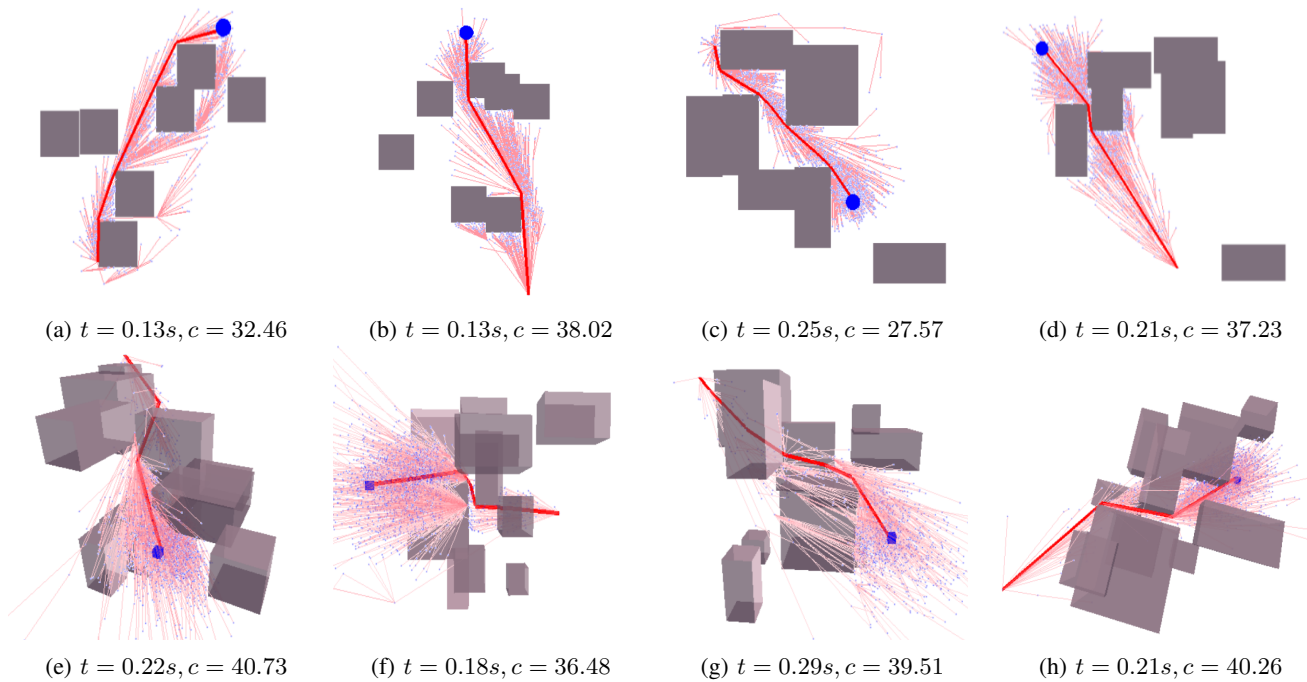 (a) t = 0.13s, c = 32.46
(b) t = 0.13s, c = 38.02
(c) t = 0.25s, c = 27.57
(d) t = 0.21s, c = 37.23
(e) t = 0.22s, c = 40.73
(f) t = 0.18s, c = 36.48
(g) t = 0.29s, c = 39.51
(h) t = 0.21s, c = 40.26